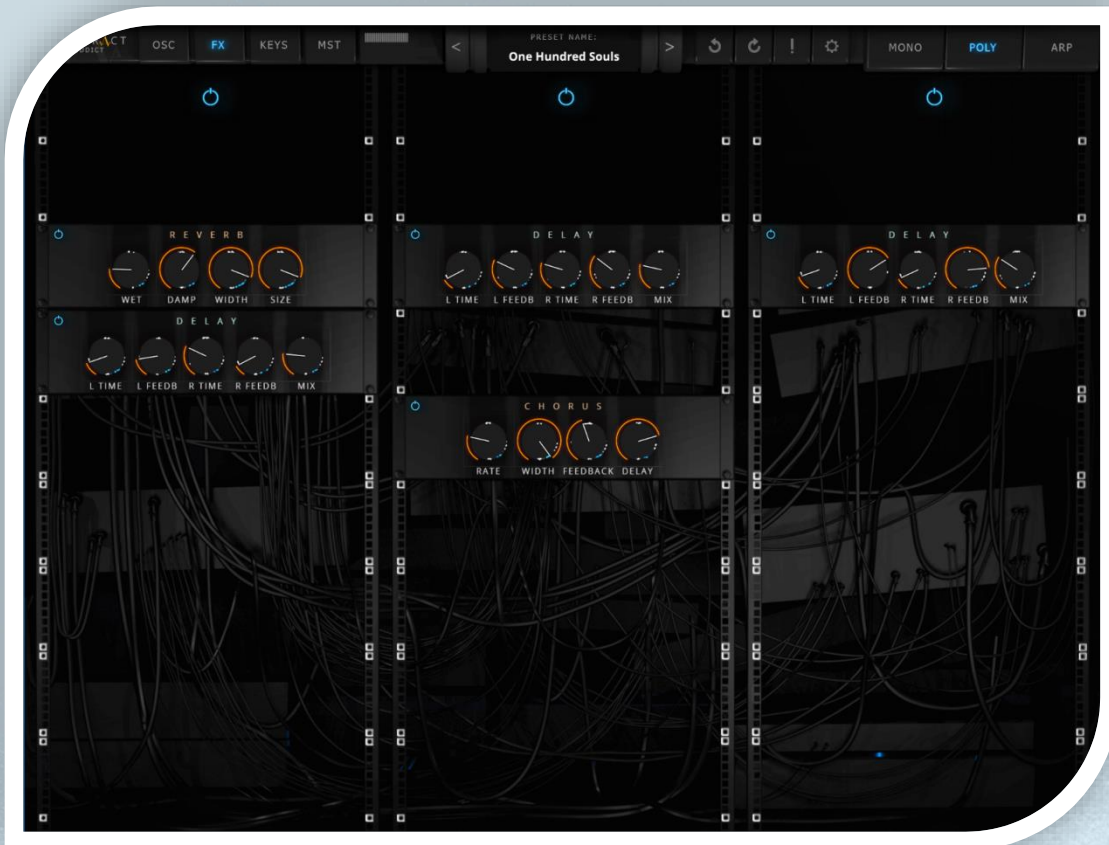 OSC
FX
KEYS
MST
<
PRESET NAME:
One Hundred Souls
>
!
MONO
POLY
ARP
REVERB
WET DAMP WIDTH SIZE
DELAY
L TIME L FEEDB R TIME R FEEDB MIX
DELAY
L TIME L FEEDB R TIME R FEEDB MIX
CHORUS
RATE WIDTH FEEDBACK DELAY
DELAY
L TIME L FEEDB R TIME R FEEDB MIX